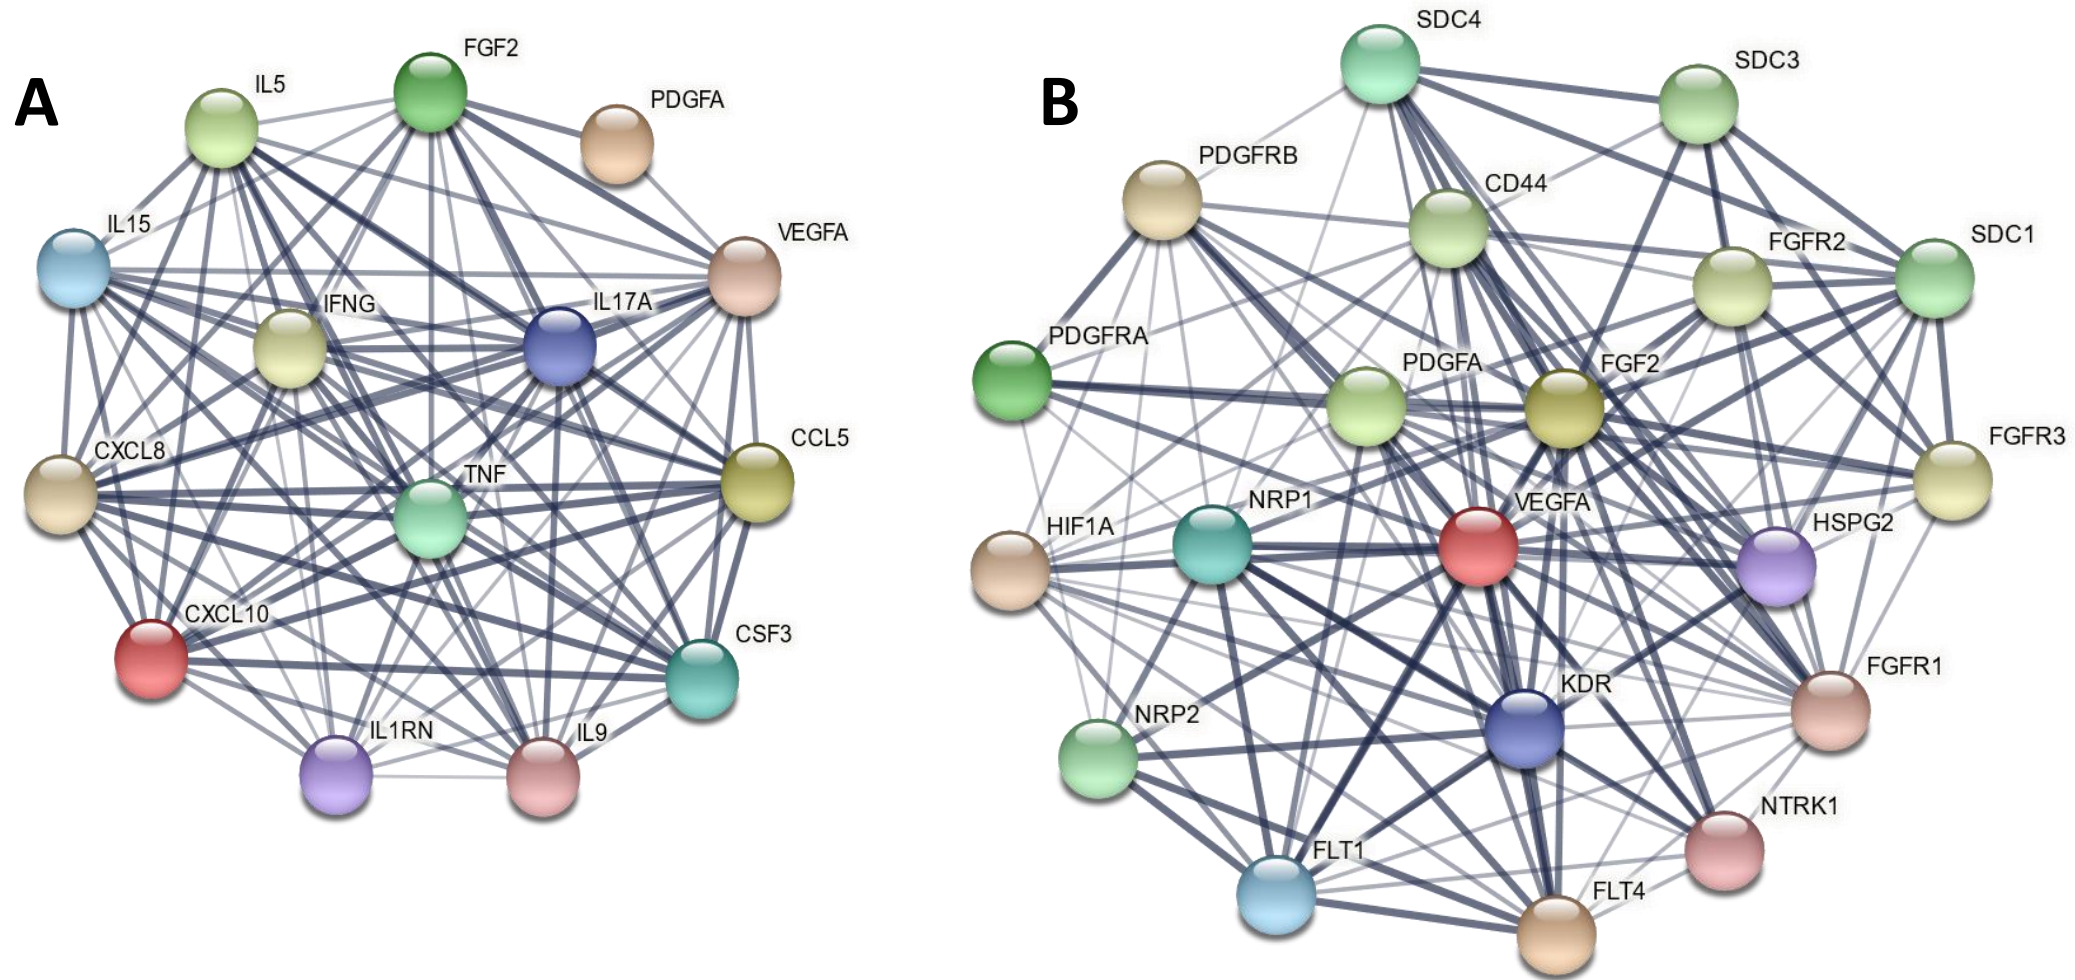 A
FGF2
IL5
PDGFA
IL15
VEGFA
IFNG
IL17A
CXCL8
CCL5
TNF
CXCL10
CSF3
IL1RN
IL9
B
SDC4
SDC3
PDGFRB
CD44
FGFR2
SDC1
PDGFRA
PDGFA
FGF2
FGFR3
NRP1
VEGFA
HIF1A
HSPG2
FGFR1
KDR
NRP2
NTRK1
FLT1
FLT4